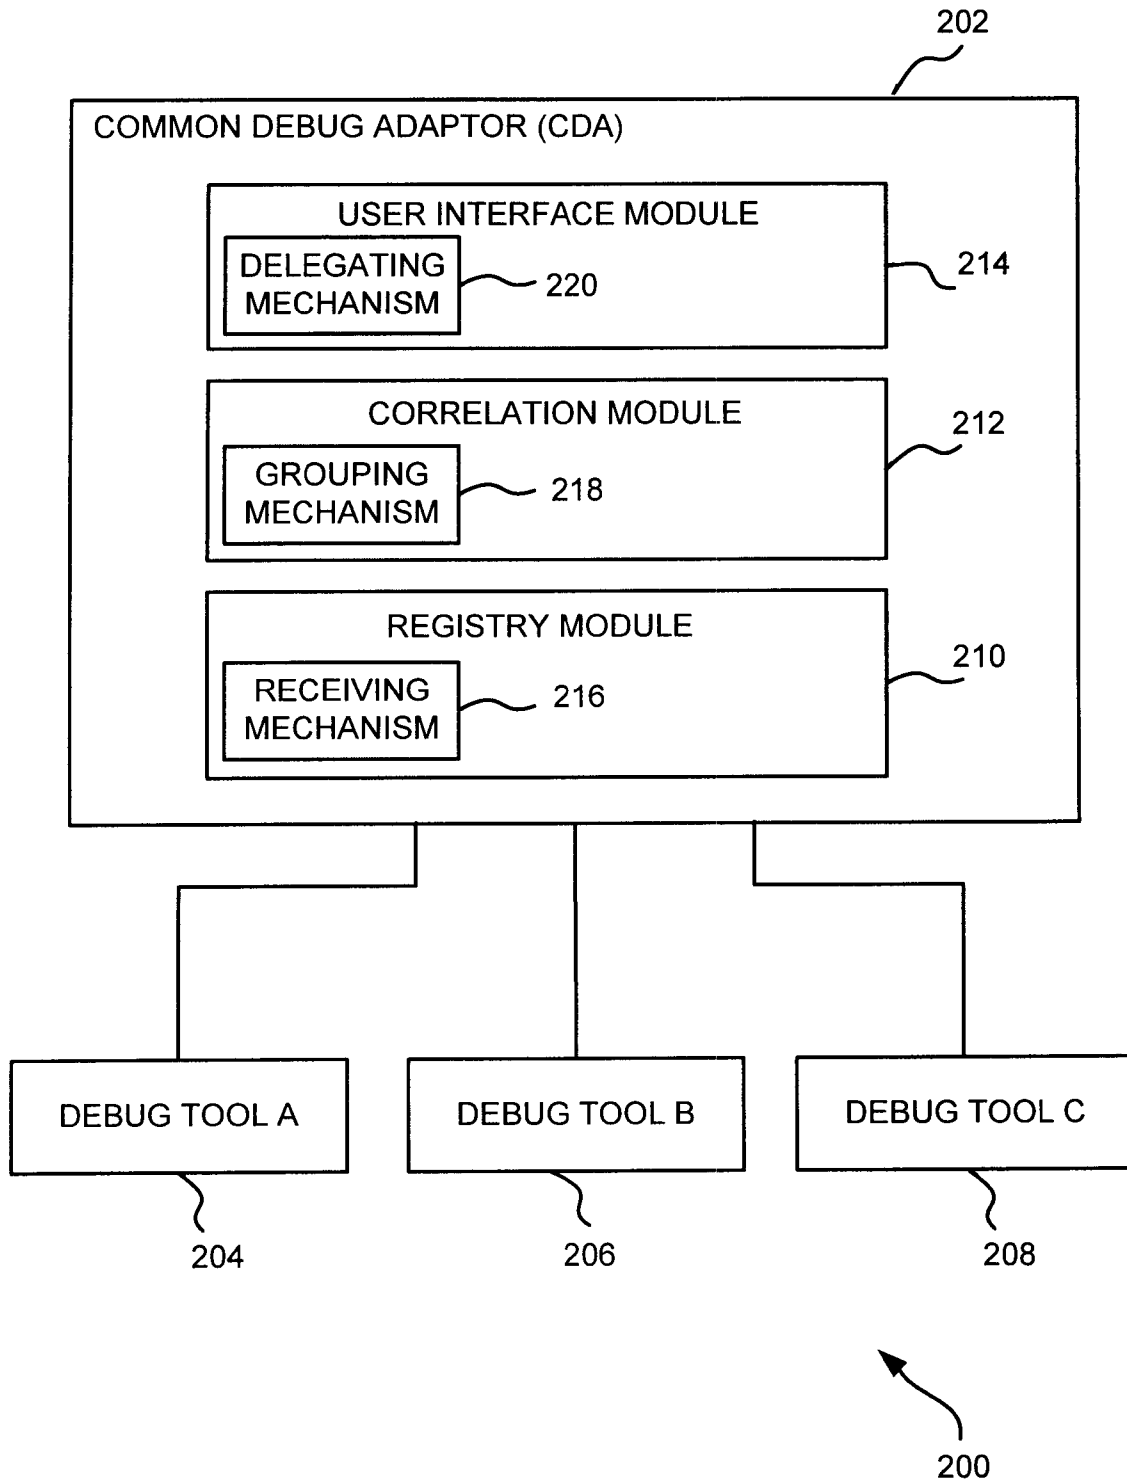 202
COMMON DEBUG ADAPTOR (CDA)
USER INTERFACE MODULE
DELEGATING
MECHANISM
220
214
CORRELATION MODULE
GROUPING
MECHANISM
218
212
REGISTRY MODULE
RECEIVING
MECHANISM
216
210
DEBUG TOOL A
DEBUG TOOL B
DEBUG TOOL C
204
206
208
200